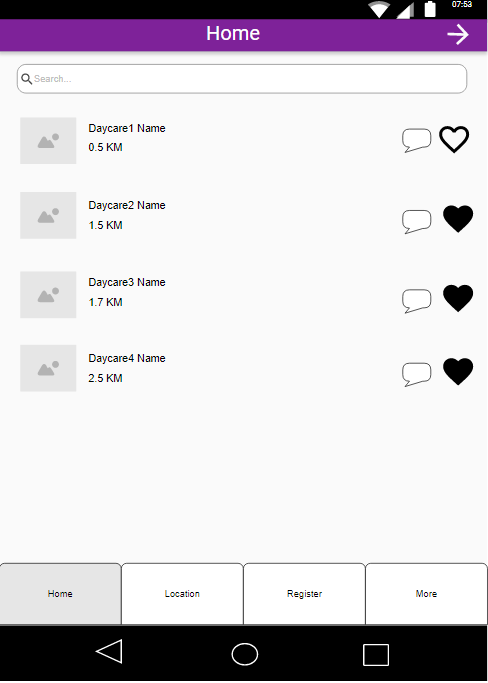 07:53
Home
Search...
Daycare1 Name
0.5 KM
Daycare2 Name
1.5 KM
Daycare3 Name
1.7 KM
Daycare4 Name
2.5 KM
Home Location Register More